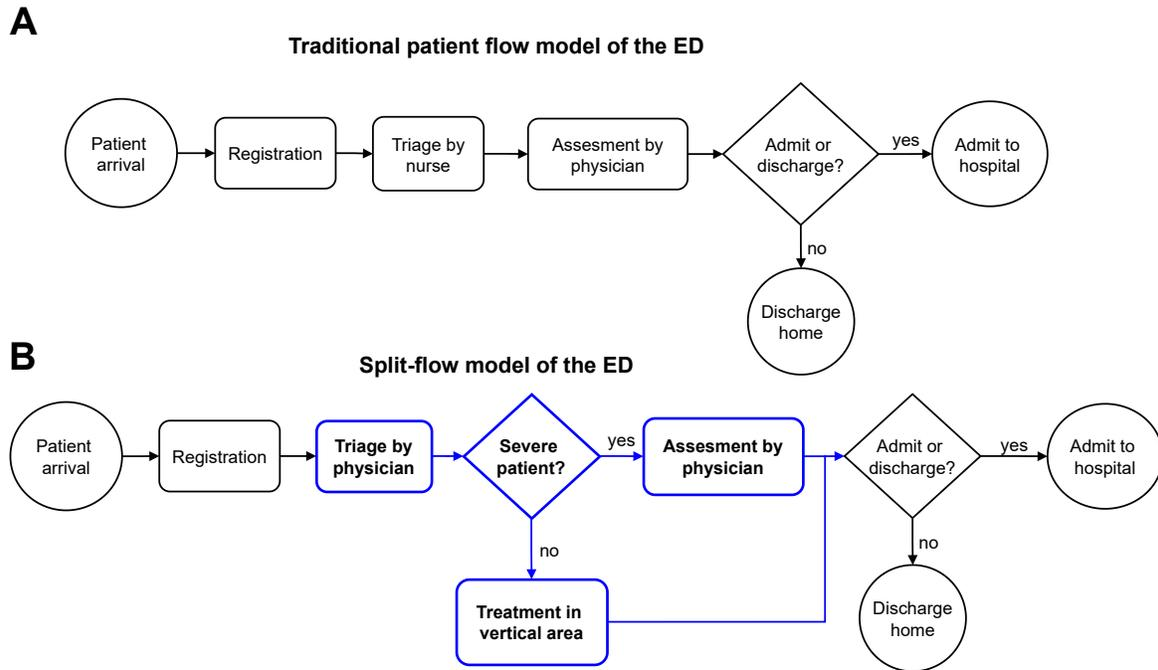 A
Traditional patient flow model of the ED
Patient
arrival
Registration
Triage by
nurse
Assesment by
physician
Admit or
discharge?
yes
Admit to
hospital
no
Discharge
home
B
Split-flow model of the ED
Patient
arrival
Registration
Triage by
physician
Severe
patient?
yes
Assesment by
physician
Admit or
discharge?
yes
Admit to
hospital
no
Treatment in
vertical area
no
Discharge
home